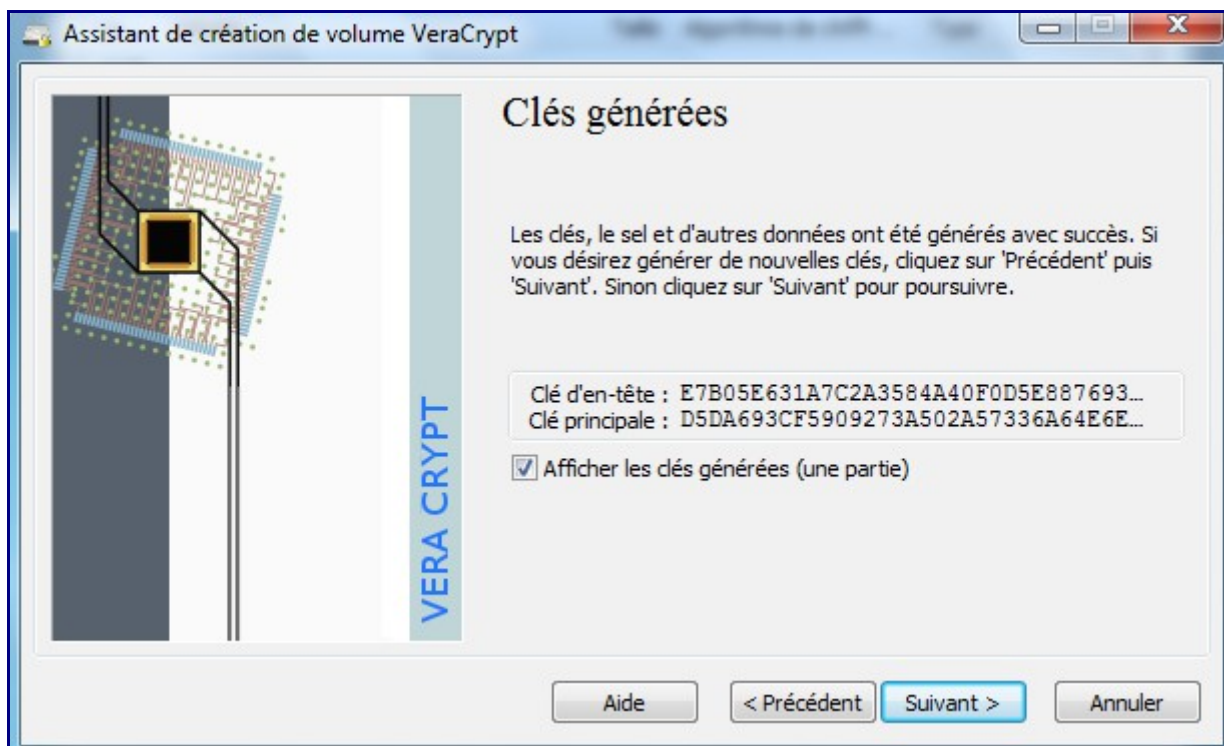 Assistant de création de volume VeraCrypt
Clés générées
Les clés, le sel et d'autres données ont été générés avec succès. Si
vous désirez générer de nouvelles clés, cliquez sur 'Précédent' puis
'Suivant'. Sinon cliquez sur 'Suivant' pour poursuivre.
Clé d'en-tête : E7B05E631A7C2A3584A40F0D5E887693...
Clé principale : D5DA693CF5909273A502A57336A64E6E...
Afficher les clés générées (une partie)
VERA CRYPT
Aide
< Précédent
Suivant >
Annuler